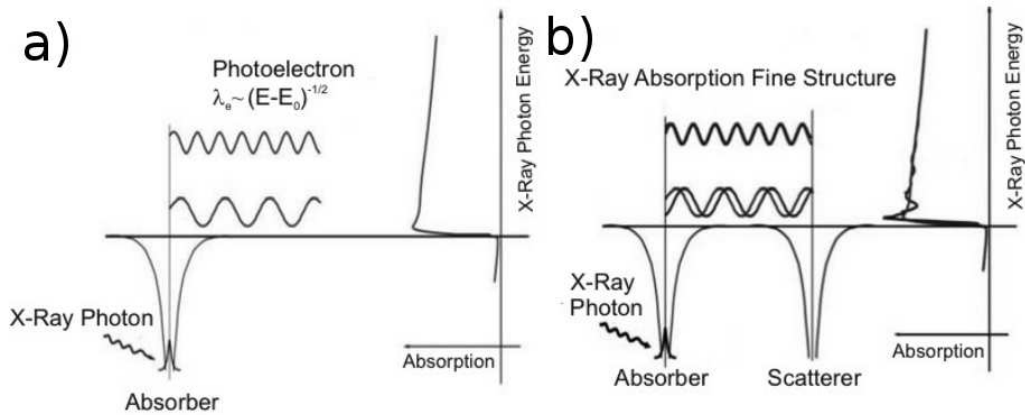 a)
Photoelectron
λₑ~ (E-E₀)⁻¹/²
X-Ray Photon Energy
X-Ray Photon
Absorption
Absorber
b)
X-Ray Absorption Fine Structure
X-Ray Photon Energy
X-Ray
Photon
Absorption
Absorber
Scatterer